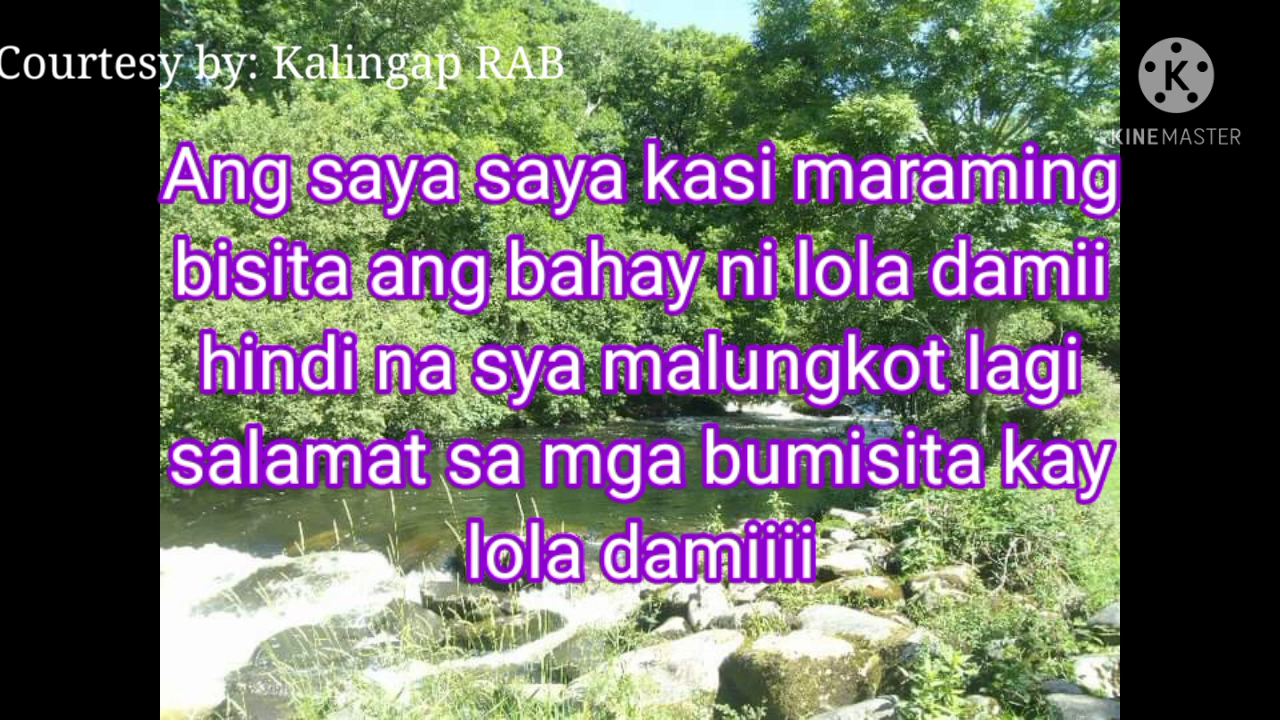 Courtesy by: Kalingap RAB
K
KINEMASTER
Ang saya saya kasi maraming
bisita ang bahay ni lola damii
hindi na sya malungkot lagi
salamat sa mga bumisita kay
lola damiiii